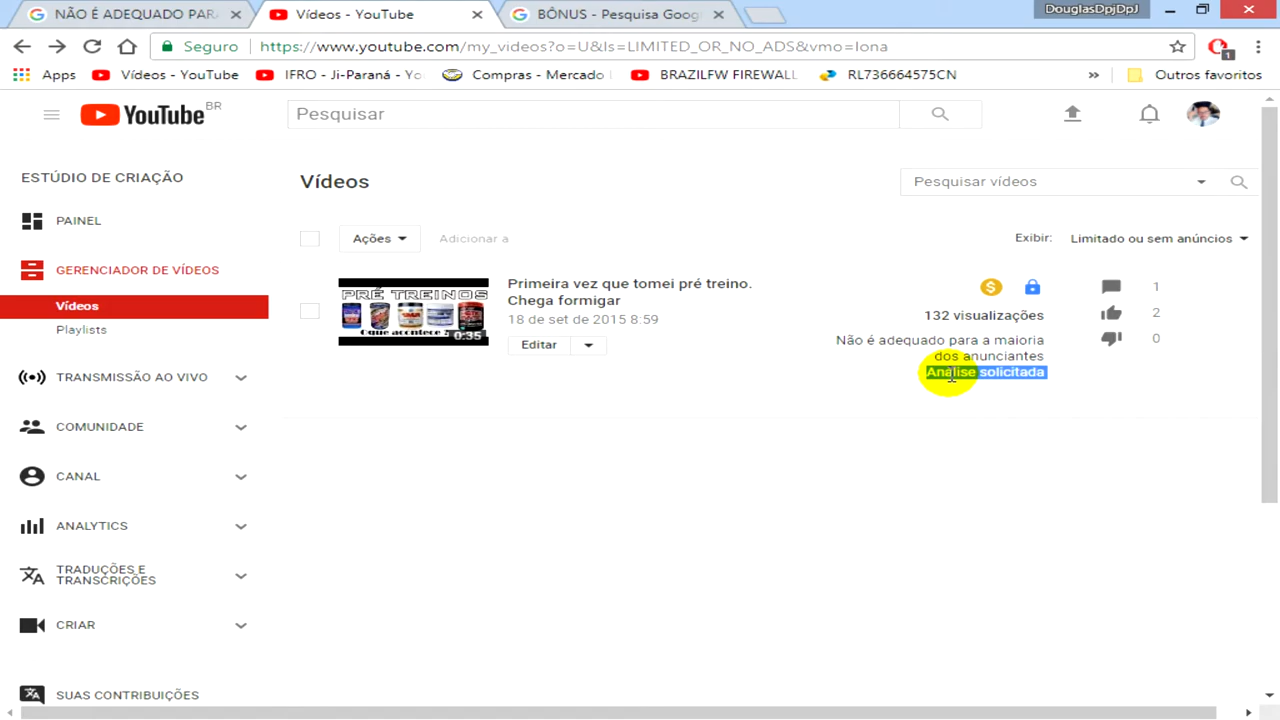 NÃO É ADEQUADO PAR
Vídeos - YouTube
BÔNUS - Pesquisa Goog
DouglasDpjDpJ
Seguro
https://www.youtube.com/my_videos?o=U&ls=LIMITED_OR_NO_ADS&vmo=lona
1
Apps
Vídeos - YouTube
IFRO - Ji-Paraná - Yo
Compras - Mercado
BRAZILFW FIREWALL
RL736664575CN
»
Outros favoritos
YouTube BR
Pesquisar
ESTÚDIO DE CRIAÇÃO
Vídeos
Pesquisar vídeos
PAINEL
Ações
Adicionar a
Exibir:
Limitado ou sem anúncios
GERENCIADOR DE VÍDEOS
Vídeos
Playlists
PRÉ TREINOS
0:35
Primeira vez que tomei pré treino.
Chega formigar
18 de set de 2015 8:59
Editar
132 visualizações
Não é adequado para a maioria
dos anunciantes
Análise solicitada
1
2
0
TRANSMISSÃO AO VIVO
COMUNIDADE
CANAL
ANALYTICS
TRADUÇÕES E
TRANSCRIÇÕES
CRIAR
SUAS CONTRIBUIÇÕES